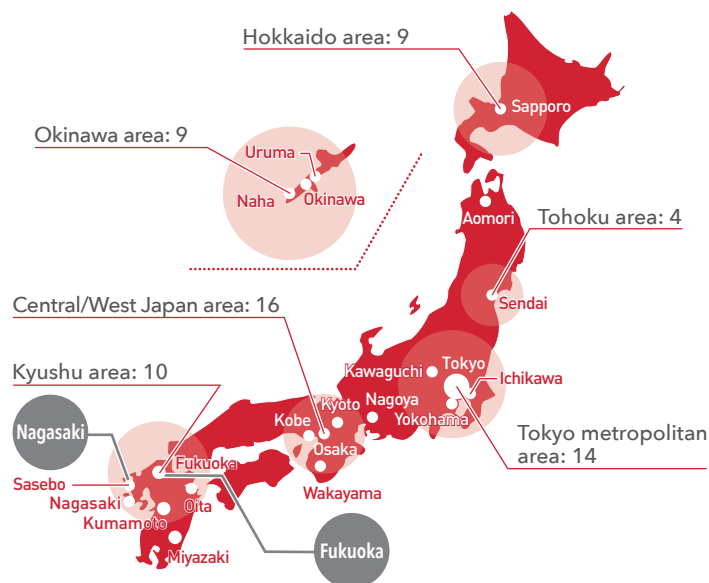 Hokkaido area: 9
Sapporo
Okinawa area: 9
Uruma
Naha
Okinawa
Aomori
Tohoku area: 4
Sendai
Central/West Japan area: 16
Kawaguchi
Tokyo
Ichikawa
Kyushu area: 10
Kyoto
Nagoya
Yokohama
Kobe
Osaka
Tokyo metropolitan
area: 14
Nagasaki
Fukuoka
Wakayama
Sasebo
Nagasaki
Oita
Kumamoto
Miyazaki
Fukuoka